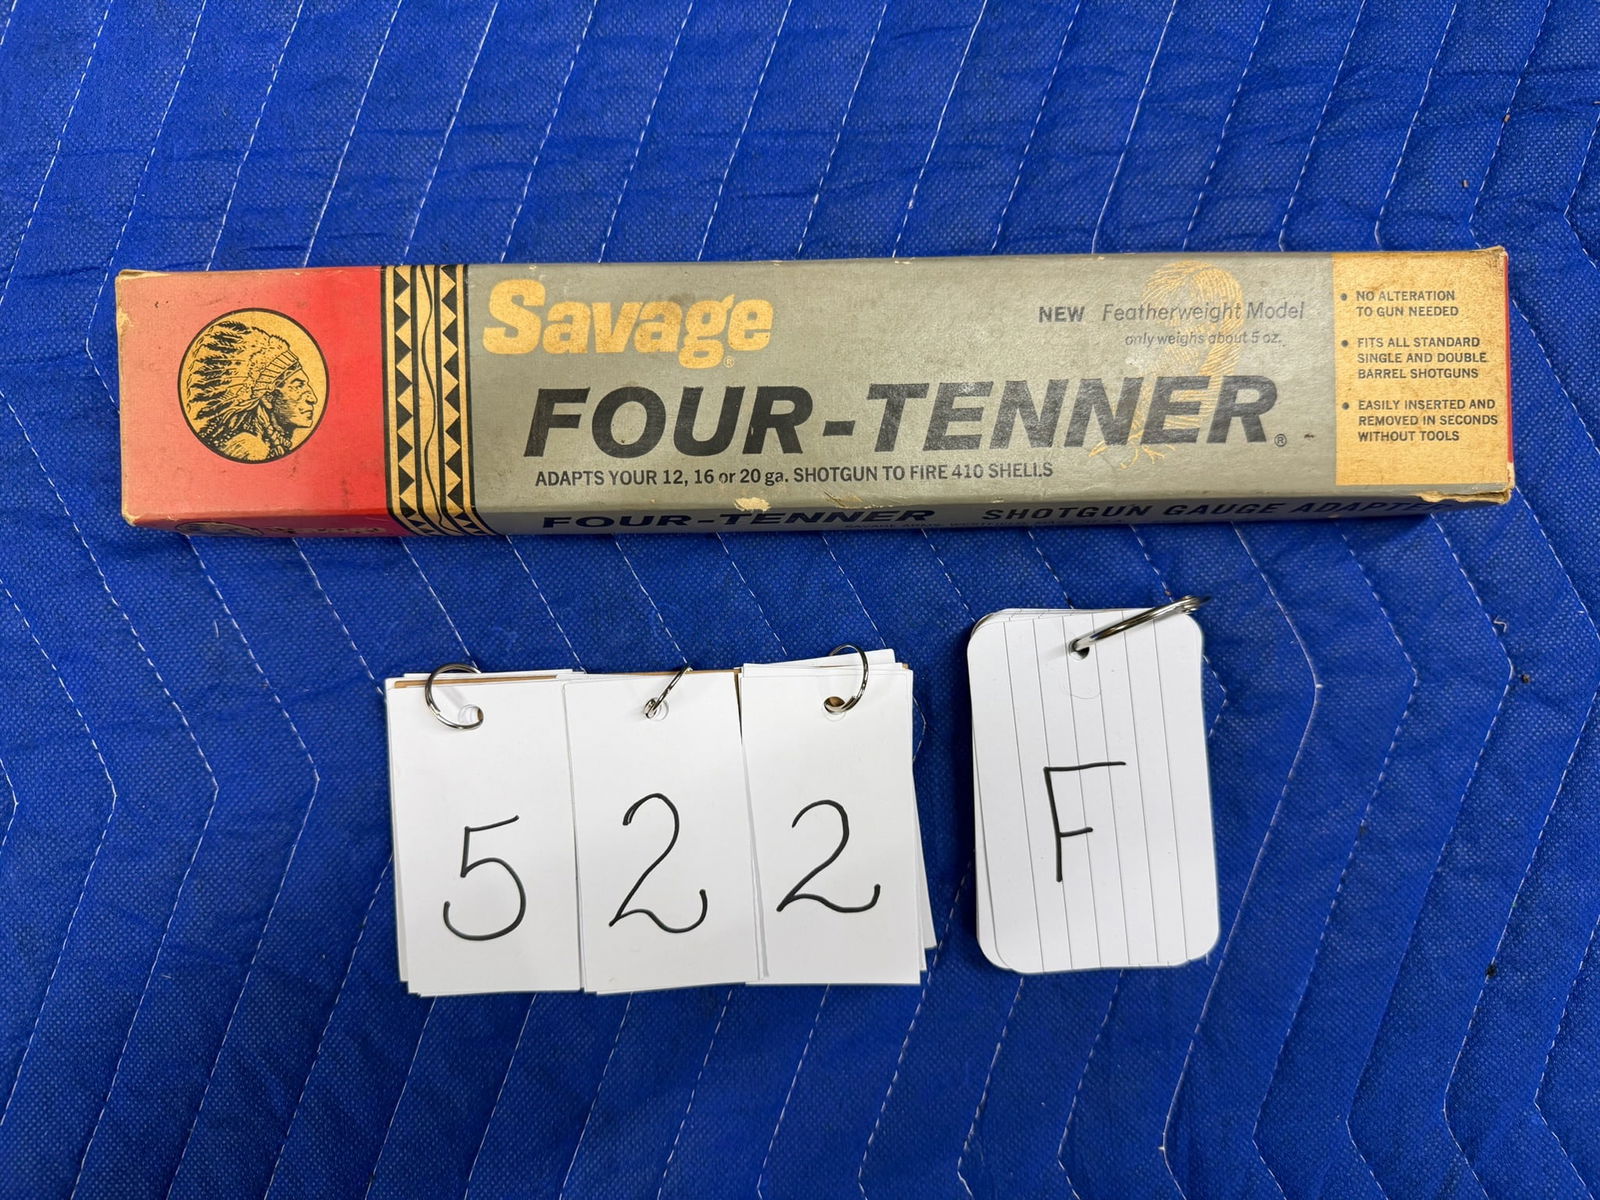 Savage®
NEW Featherweight Model
only weighs about 5 oz.
FOUR-TENNER®
ADAPTS YOUR 12, 16 or 20 ga. SHOTGUN TO FIRE 410 SHELLS
• NO ALTERATION
TO GUN NEEDED
• FITS ALL STANDARD
SINGLE AND DOUBLE
BARREL SHOTGUNS
• EASILY INSERTED AND
REMOVED IN SECONDS
WITHOUT TOOLS
FOUR-TENNER SHOTGUN GAUGE ADAPTER
5 2 2
F